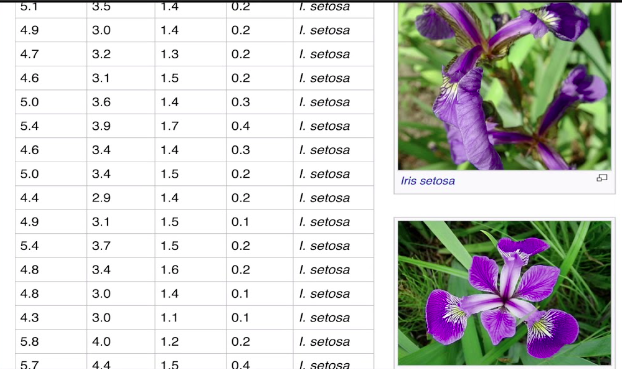 5.1 3.5 1.4 0.2 I. setosa
4.9 3.0 1.4 0.2 I. setosa
4.7 3.2 1.3 0.2 I. setosa
4.6 3.1 1.5 0.2 I. setosa
5.0 3.6 1.4 0.3 I. setosa
5.4 3.9 1.7 0.4 I. setosa
4.6 3.4 1.4 0.3 I. setosa
5.0 3.4 1.5 0.2 I. setosa
4.4 2.9 1.4 0.2 I. setosa
4.9 3.1 1.5 0.1 I. setosa
5.4 3.7 1.5 0.2 I. setosa
4.8 3.4 1.6 0.2 I. setosa
4.8 3.0 1.4 0.1 I. setosa
4.3 3.0 1.1 0.1 I. setosa
5.8 4.0 1.2 0.2 I. setosa
5.7 4.4 1.5 0.4 I. setosa
Iris setosa